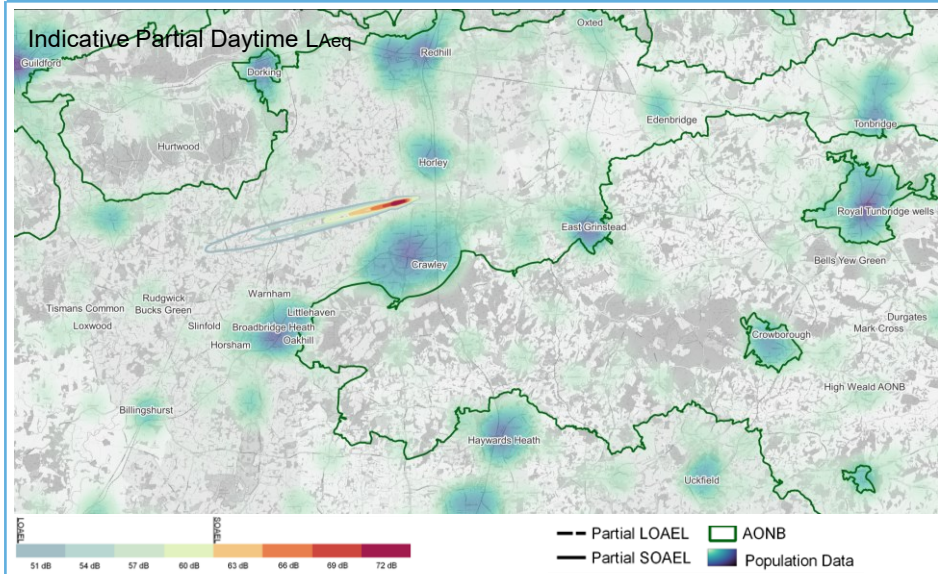 Indicative Partial Daytime LAeq
Oxted
Guildford
Redhill
Dorking
Edenbridge
Tonbridge
Hurtwood
Horley
Royal Tunbridge wells
East Grinstead
Crawley
Bells Yew Green
Warnham
Rudgwick
Tismans Common
Bucks Green
Littlehaven
Durgates
Loxwood
Slinfold
Broadbridge Heath
Mark Cross
Crowborough
Horsham
Oakhill
High Weald AONB
Billingshurst
Haywards Heath
Uckfield
LOAEL
SOAEL
51 dB 54 dB 57 dB 60 dB 63 dB 66 dB 69 dB 72 dB
Partial LOAEL
AONB
Partial SOAEL
Population Data